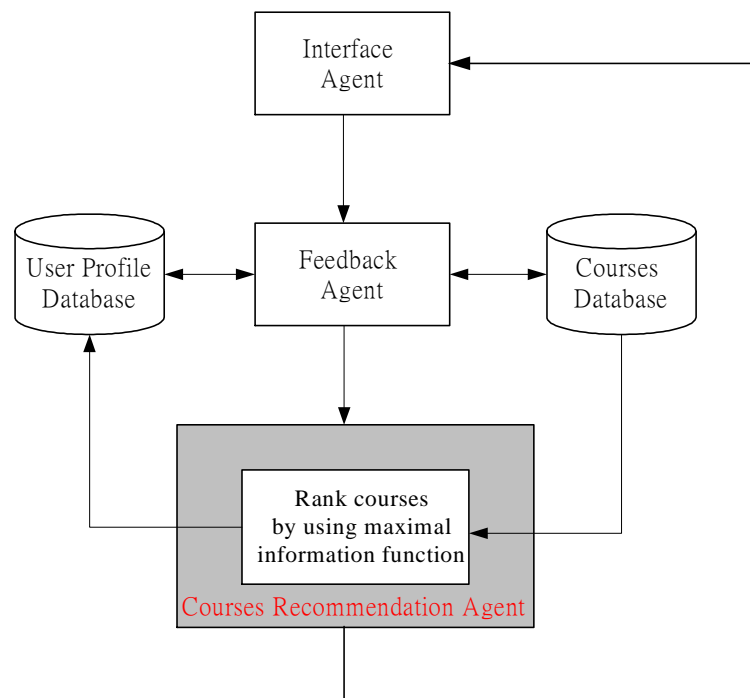 Interface
Agent
User Profile
Database
Feedback
Agent
Courses
Database
Rank courses
by using maximal
information function
Courses Recommendation Agent